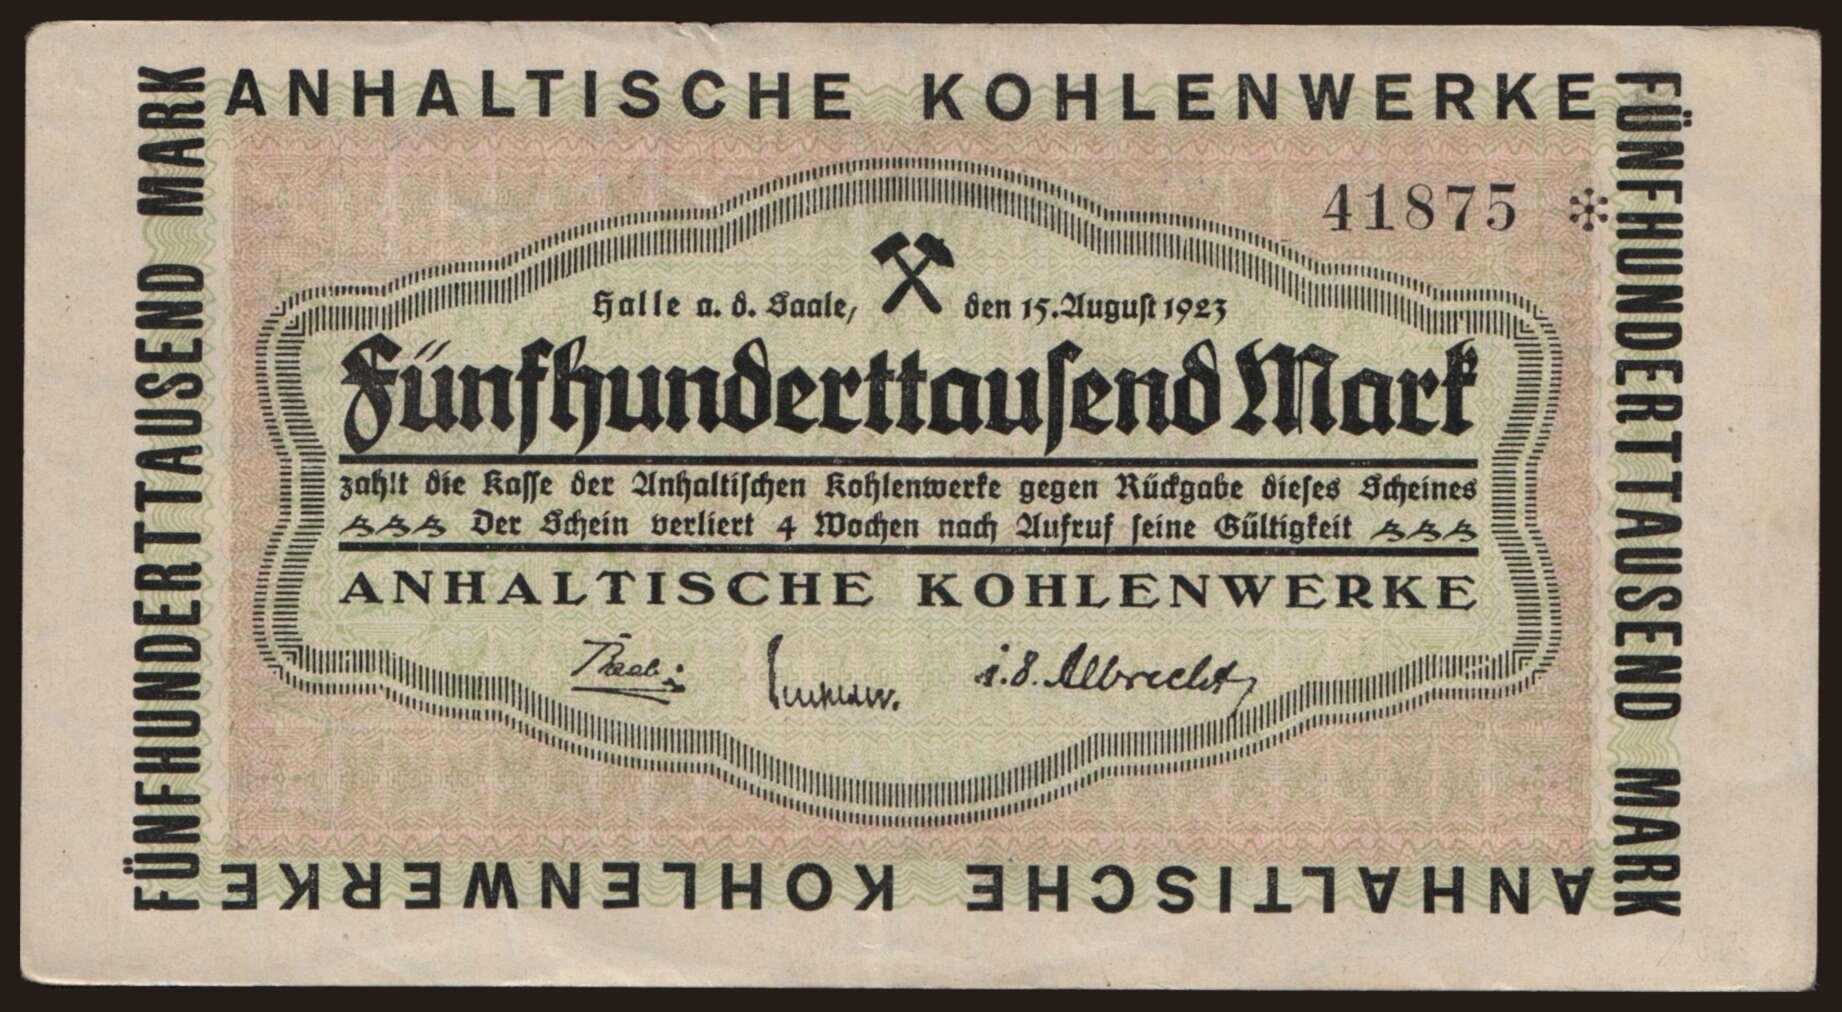 ANHALTISCHE KOHLENWERKE
FÜNFHUNDERTTAUSEND MARK
FÜNFHUNDERTTAUSEND MARK
41875 *
Halle a. d. Saale, den 15. August 1923
Fünfhunderttausend Mark
zahlt die Kasse der Anhaltischen Kohlenwerke gegen Rückgabe dieses Scheines
Der Schein verliert 4 Wochen nach Aufruf seine Gültigkeit
ANHALTISCHE KOHLENWERKE
i. V. Albrecht
ANHALTISCHE KOHLENWERKE